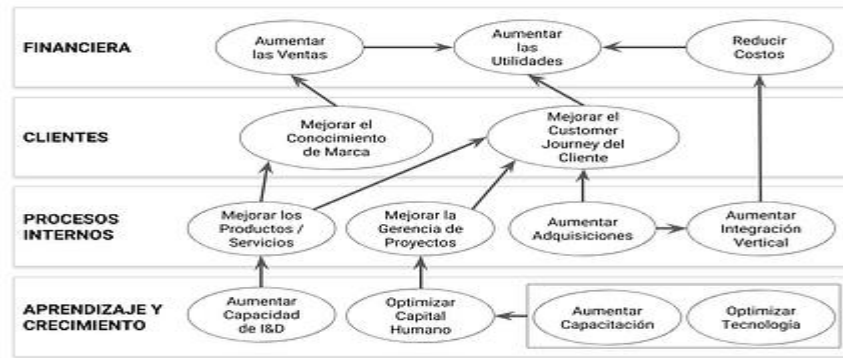 FINANCIERA
Aumentar
las Ventas
Aumentar
las
Utilidades
Reducir
Costos
CLIENTES
Mejorar el
Conocimiento
de Marca
Mejorar el
Customer
Journey del
Cliente
PROCESOS
INTERNOS
Mejorar los
Productos /
Servicios
Mejorar la
Gerencia de
Proyectos
Aumentar
Adquisiciones
Aumentar
Integración
Vertical
APRENDIZAJE Y
CRECIMIENTO
Aumentar
Capacidad
de I&D
Optimizar
Capital
Humano
Aumentar
Capacitación
Optimizar
Tecnología